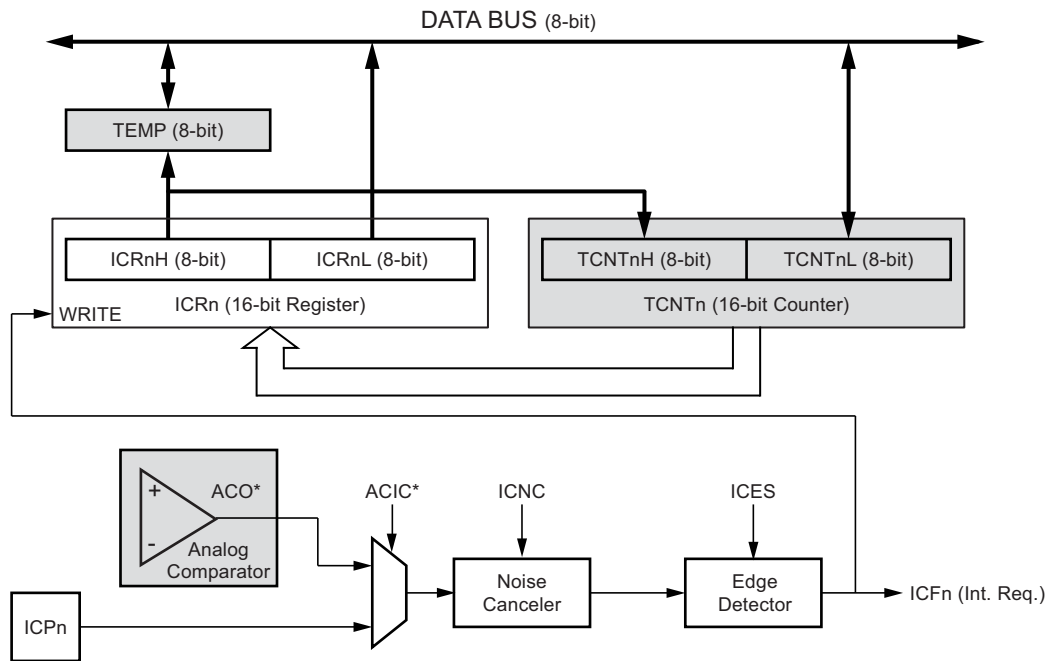 DATA BUS (8-bit)
TEMP (8-bit)
ICRnH (8-bit)
ICRnL (8-bit)
TCNTnH (8-bit)
TCNTnL (8-bit)
WRITE
ICRn (16-bit Register)
TCNTn (16-bit Counter)
+
-
ACO*
Analog
Comparator
ACIC*
ICNC
ICES
Noise
Canceler
Edge
Detector
ICFn (Int. Req.)
ICPn